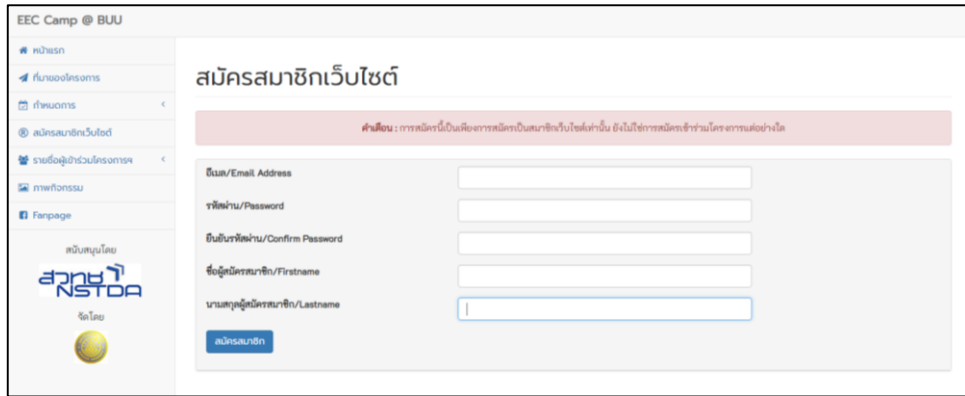 EEC Camp @ BUU
หน้าแรก
ที่มาของโครงการ
กำหนดการ
สมัครสมาชิกเว็บไซต์
รายชื่อผู้เข้าร่วมโครงการฯ
ภาพกิจกรรม
Fanpage
สนับสนุนโดย
สวทช
NSTDA
จัดโดย
สมัครสมาชิกเว็บไซต์
คำเตือน : การสมัครนี้เป็นเพียงการสมัครเป็นสมาชิกเว็บไซต์เท่านั้น ยังไม่ใช่การสมัครเข้าร่วมโครงการแต่อย่างใด
อีเมล/Email Address
รหัสผ่าน/Password
ยืนยันรหัสผ่าน/Confirm Password
ชื่อผู้สมัครสมาชิก/Firstname
นามสกุลผู้สมัครสมาชิก/Lastname
สมัครสมาชิก